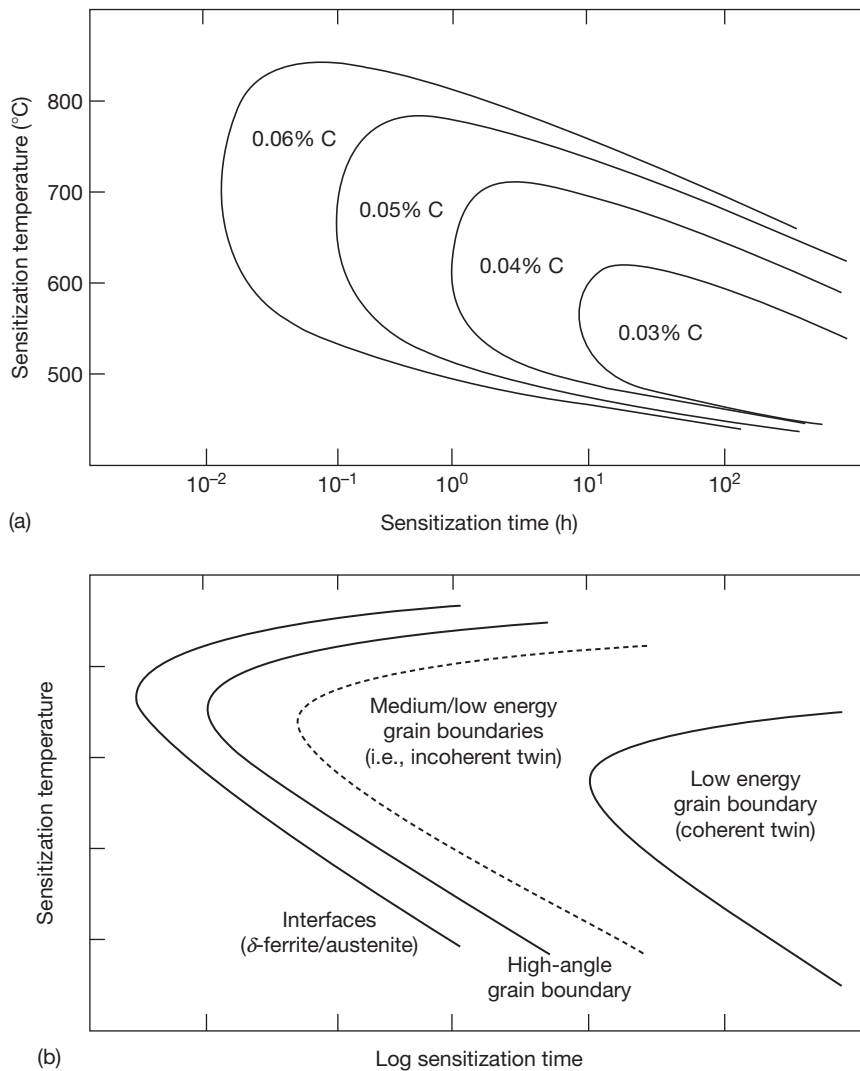 Sensitization temperature (°C)
800
700
600
500
0.06% C
0.05% C
0.04% C
0.03% C
10⁻²
10⁻¹
10⁰
10¹
10²
(a)
Sensitization time (h)
Sensitization temperature
Medium/low energy
grain boundaries
(i.e., incoherent twin)
Low energy
grain boundary
(coherent twin)
Interfaces
(δ-ferrite/austenite)
High-angle
grain boundary
(b)
Log sensitization time